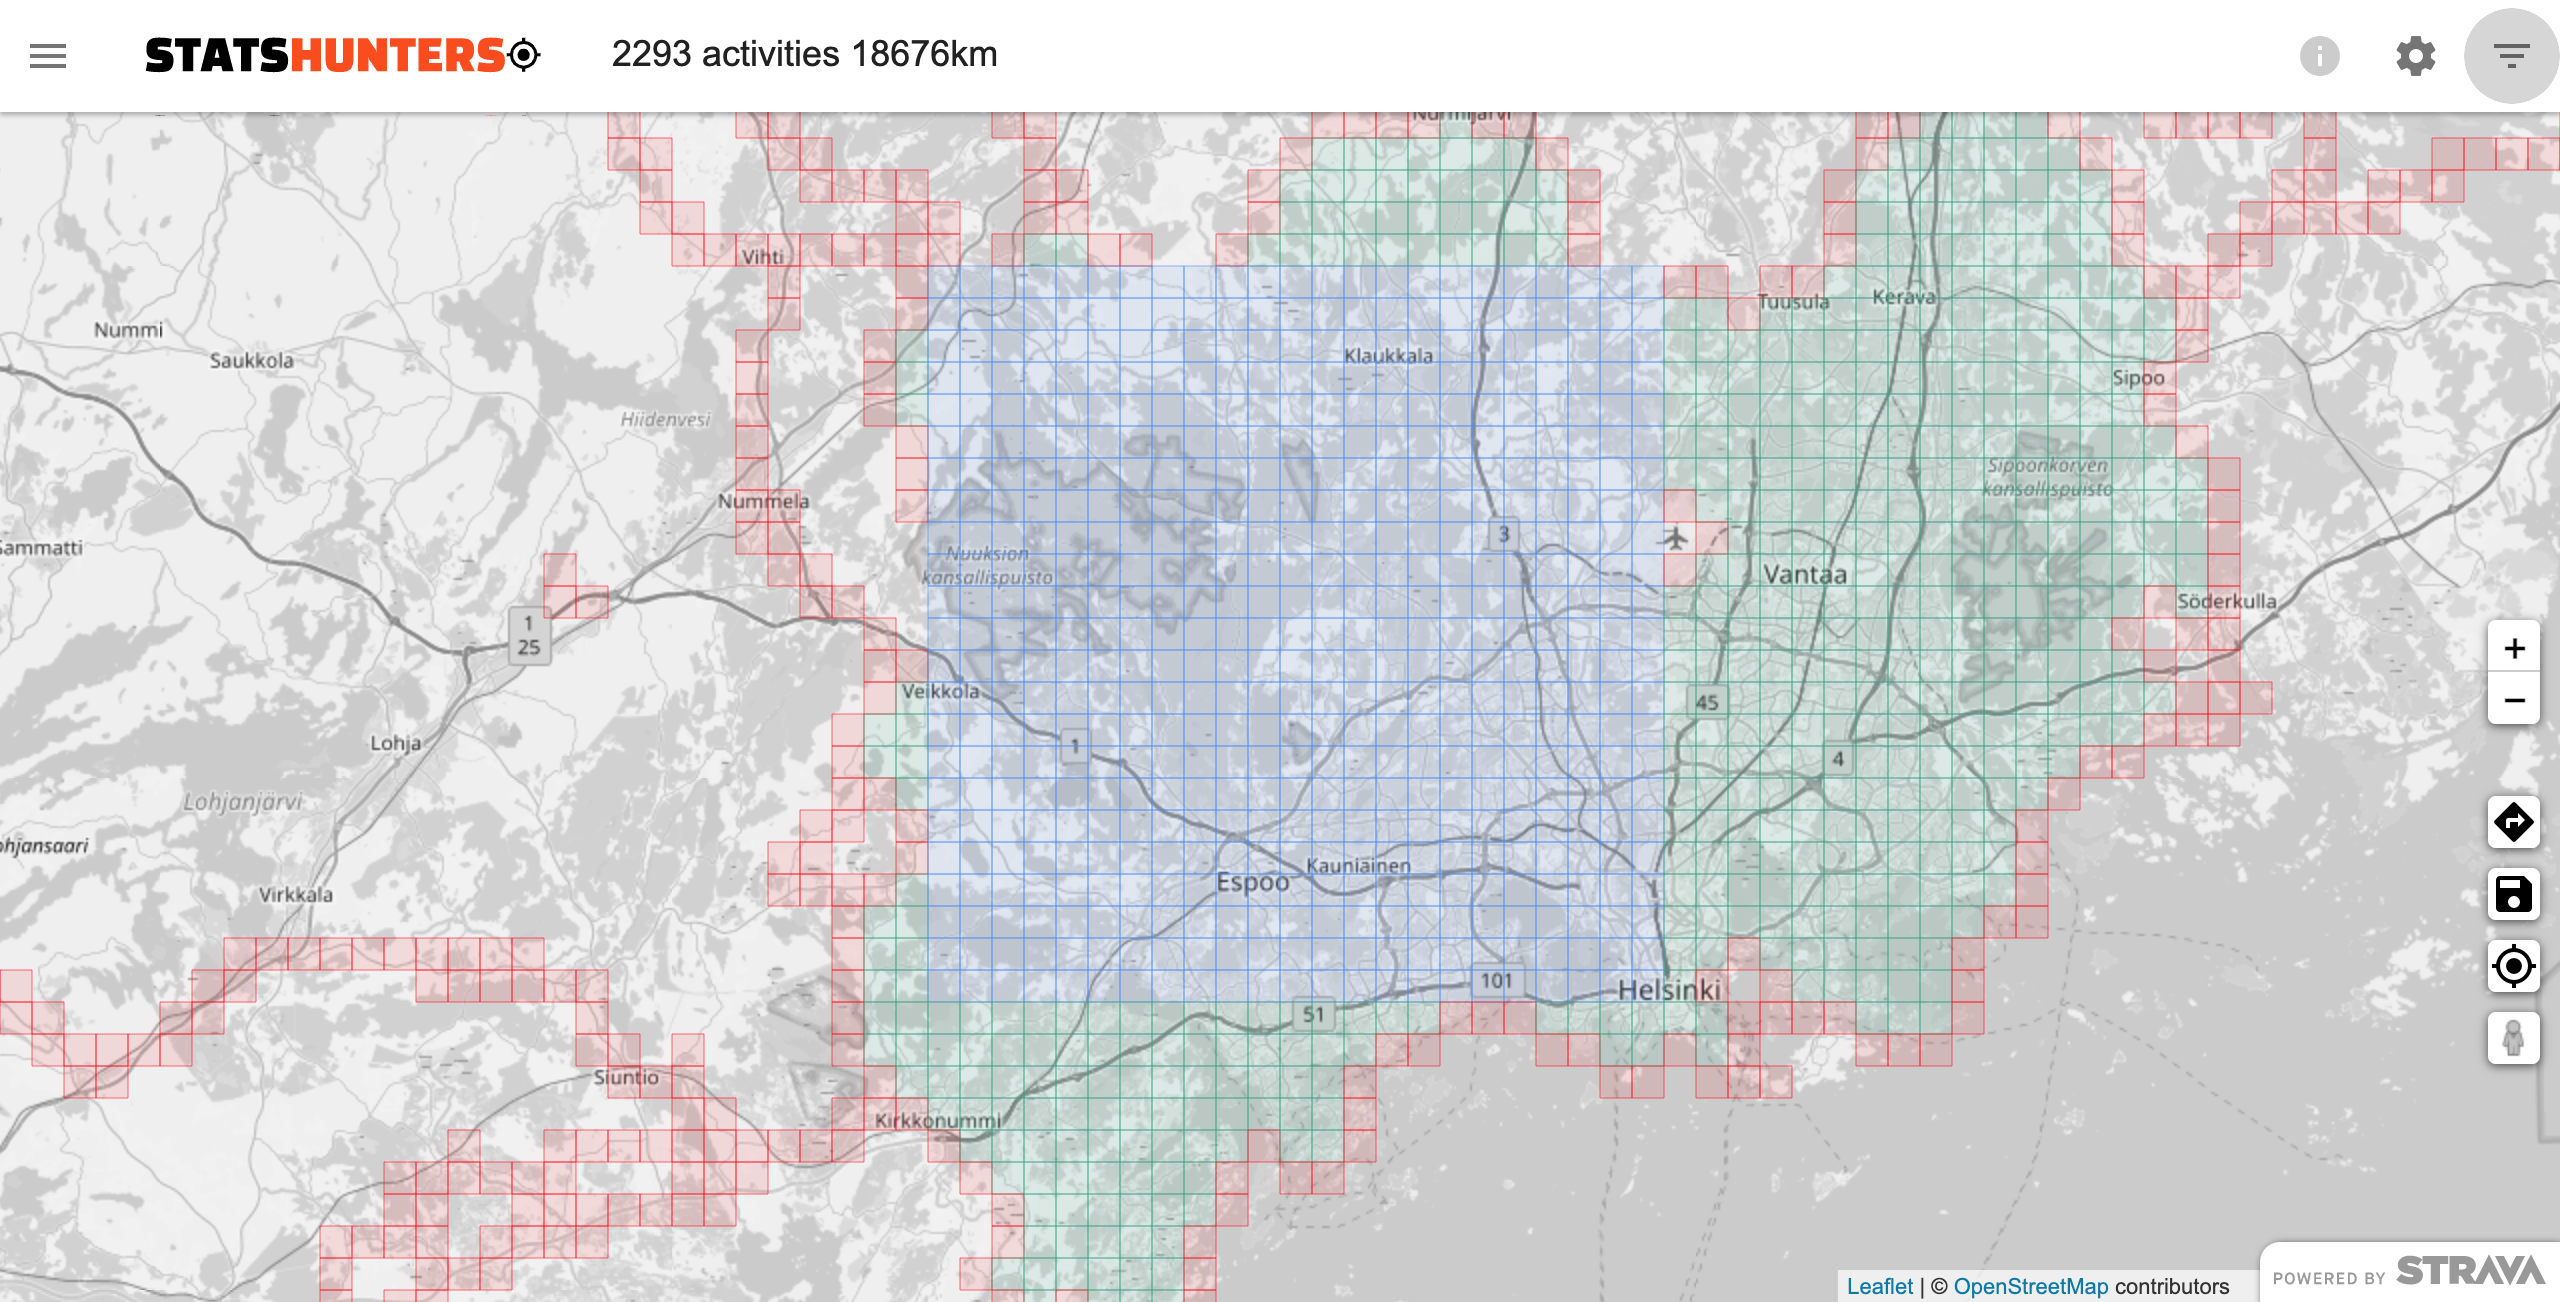 STATSHUNTERS
2293 activities 18676km
Nurmijärvi
Vihti
Tuusula
Kerava
Nummi
Saukkola
Klaukkala
Sipoo
Hiidenvesi
Sipoonkorven
kansallispuisto
Nummela
3
Sammatti
Nuuksion
kansallispuisto
Vantaa
Söderkulla
1
25
Veikkola
45
Lohja
1
4
Lohjanjärvi
ohjansaari
Kauniainen
Espoo
Virkkala
101
Helsinki
51
Siuntio
Kirkkonummi
+
−
POWERED BY STRAVA
Leaflet | © OpenStreetMap contributors